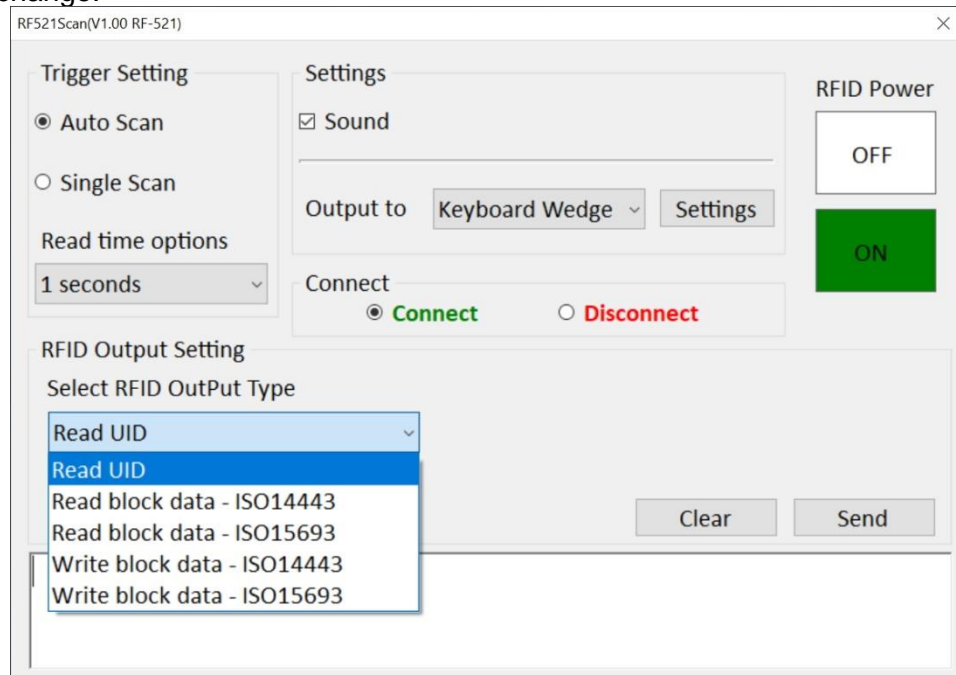 change.
RF521Scan(V1.00 RF-521)
Trigger Setting
Auto Scan
Single Scan
Read time options
1 seconds
Settings
Sound
Output to Keyboard Wedge Settings
Connect
Connect Disconnect
RFID Power
OFF
ON
RFID Output Setting
Select RFID OutPut Type
Read UID
Read UID
Read block data - ISO14443
Read block data - ISO15693
Write block data - ISO14443
Write block data - ISO15693
Clear Send